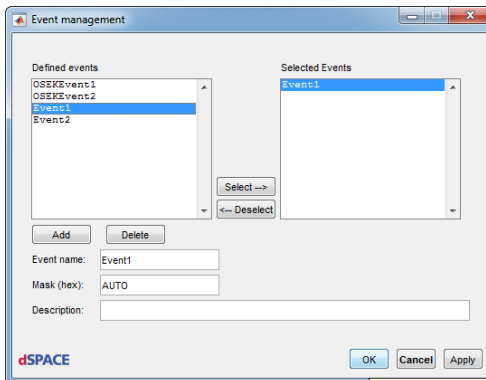 Event management
Defined events
Selected Events
OSEKEvent1
OSEKEvent2
Event1
Event2
Event1
Select -->
<-- Deselect
Add
Delete
Event name:
Event1
Mask (hex):
AUTO
Description:
dSPACE
OK
Cancel
Apply